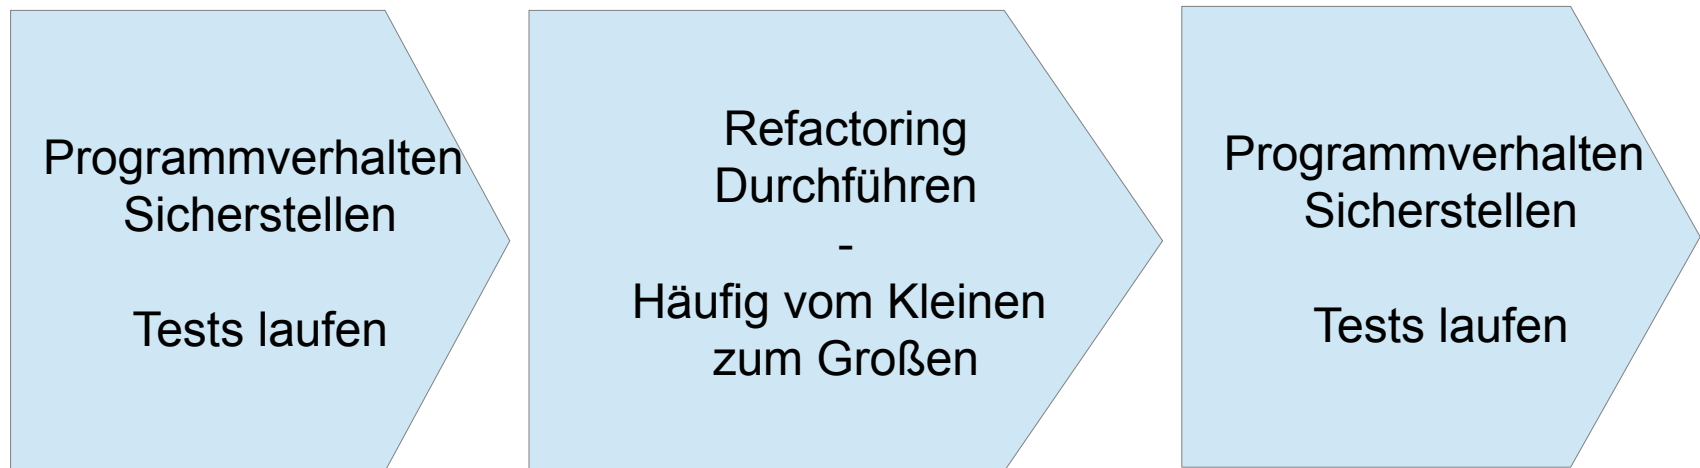 Programmverhalten
Sicherstellen
Tests laufen
Refactoring
Durchführen
-
Häufig vom Kleinen
zum Großen
Programmverhalten
Sicherstellen
Tests laufen